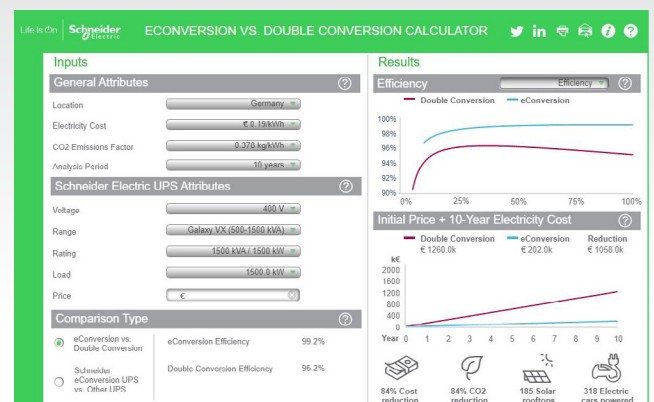 Life Is On | Schneider Electric
ECONVERSION VS. DOUBLE CONVERSION CALCULATOR
Inputs
General Attributes
Location Germany
Electricity Cost € 0.19/kWh
CO2 Emissions Factor 0.370 kg/kWh
Analysis Period 10 years
Schneider Electric UPS Attributes
Voltage 400 V
Range Galaxy VX (500-1500 kVA)
Rating 1500 kVA / 1500 kW
Load 1500.0 kW
Price €
Comparison Type
eConversion vs.
Double Conversion
eConversion Efficiency 99.2%
Double Conversion Efficiency 95.2%
Schneider
eConversion UPS
vs. Other UPS
Results
Efficiency Efficiency
Double Conversion eConversion
100%
98%
96%
94%
92%
90%
0% 25% 50% 75% 100%
Initial Price + 10-Year Electricity Cost
Double Conversion eConversion Reduction
€ 1260.0k € 202.0k € 1058.0k
k€
2000
1600
1200
800
400
0
Year 0 1 2 3 4 5 6 7 8 9 10
84% Cost
reduction
84% CO2
reduction
185 Solar
rooftops
318 Electric
cars powered